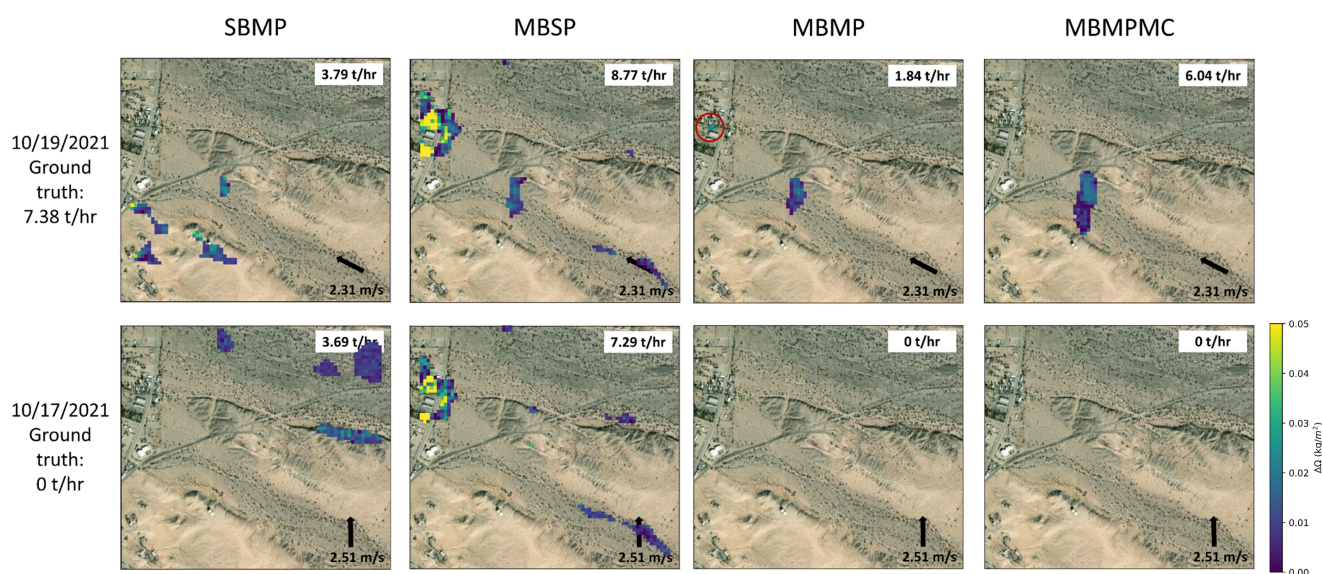 SBMP
MBSP
MBMP
MBMPMC
10/19/2021
Ground
truth:
7.38 t/hr
3.79 t/hr
2.31 m/s
8.77 t/hr
2.31 m/s
1.84 t/hr
2.31 m/s
6.04 t/hr
2.31 m/s
10/17/2021
Ground
truth:
0 t/hr
3.69 t/hr
2.51 m/s
7.29 t/hr
2.51 m/s
0 t/hr
2.51 m/s
0 t/hr
2.51 m/s
0.05
0.04
0.03
0.02
0.01
0.00
ΔΩ (kg/m²)